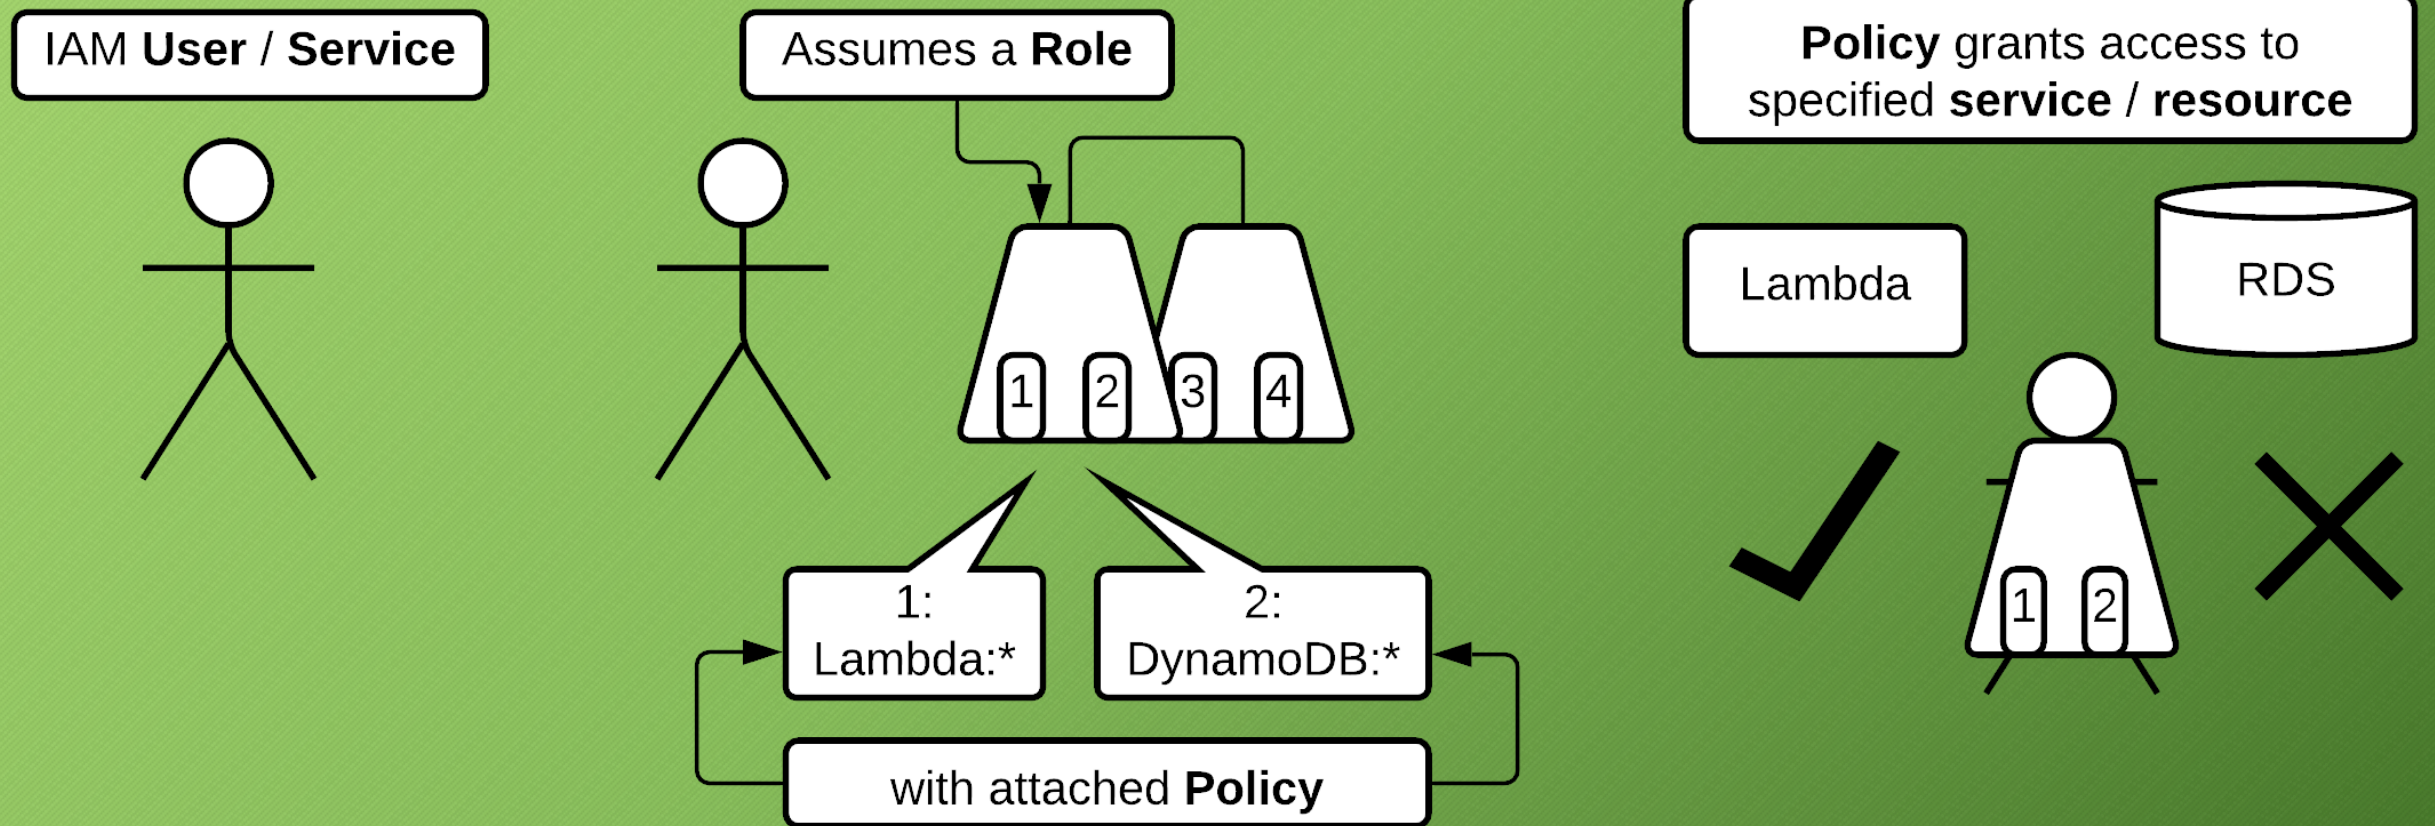 IAM User / Service
Assumes a Role
Policy grants access to
specified service / resource
Lambda
RDS
1
2
3
4
1:
Lambda:*
2:
DynamoDB:*
with attached Policy
1
2